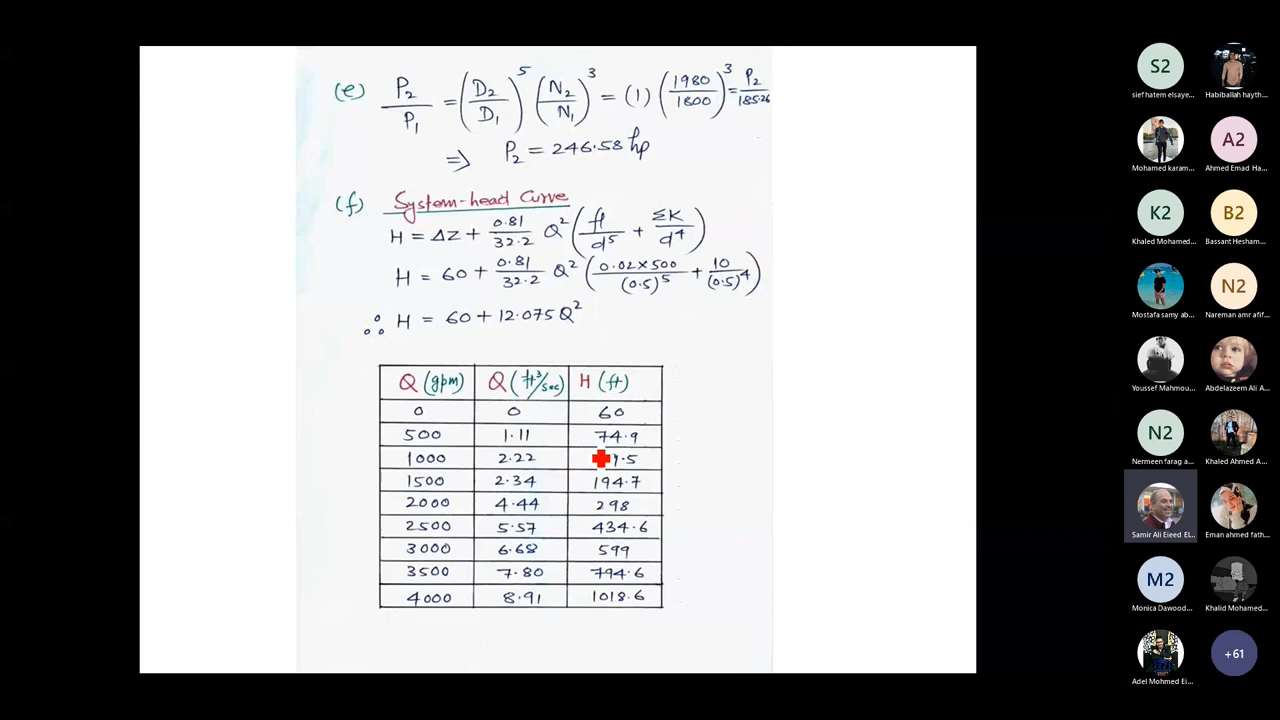 (e) P₂/P₁ = (D₂/D₁)⁵ (N₂/N₁)³ = (1) (1980/1800)³ = P₂/185.26
⇒ P₂ = 246.58 hp
(f) System-head Curve
H = ΔZ + 0.81/32.2 Q² (fl/d⁵ + ΣK/d⁴)
H = 60 + 0.81/32.2 Q² (0.02×500/(0.5)⁵ + 10/(0.5)⁴)
∴ H = 60 + 12.075Q²
Q (gpm) Q (ft³/sec) H (ft)
0 0 60
500 1.11 74.9
1000 2.22
1500 2.34 194.7
2000 4.44 298
2500 5.57 434.6
3000 6.68 599
3500 7.80 794.6
4000 8.91 1018.6
S2
sief hatem elsaye...
Habiballah hayth...
Mohamed karam...
A2
Ahmed Emad Ha...
K2
Khaled Mohamed...
B2
Bassant Hesham...
Mostafa samy ab...
N2
Nareman amr afif...
Youssef Mahmou...
Abdelazeem Ali A...
N2
Nermeen farag a...
Khaled Ahmed A...
Samir Ali Eieed El...
Eman ahmed fath...
M2
Monica Dawood...
Khalid Mohamed...
Adel Mohmed Ei...
+61